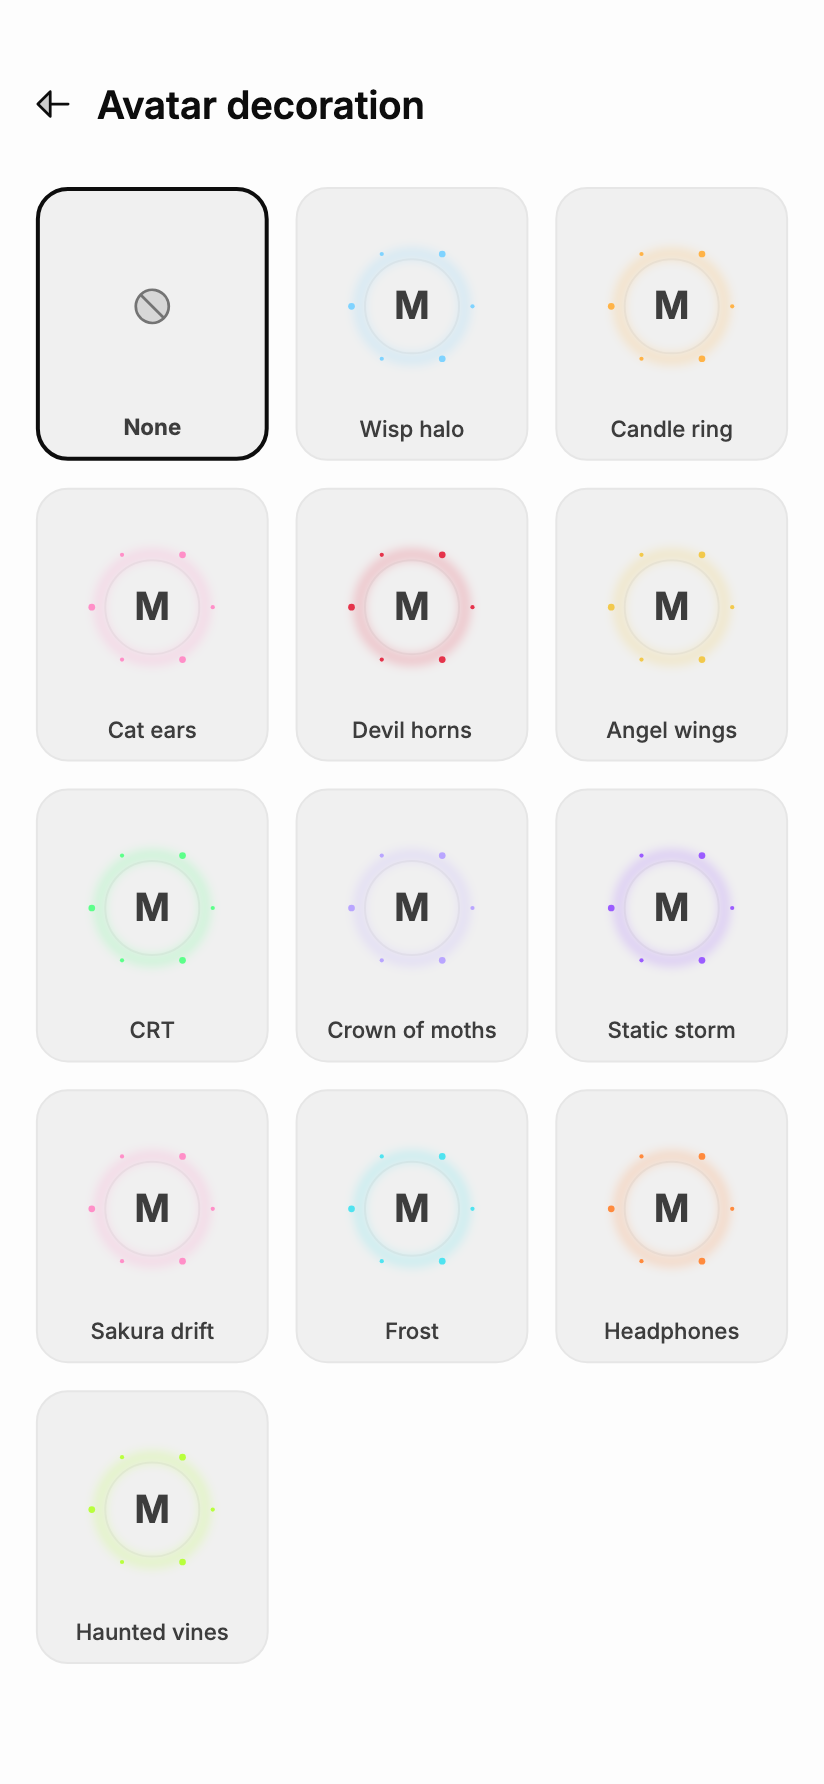 Avatar decoration
None
M
Wisp halo
M
Candle ring
M
Cat ears
M
Devil horns
M
Angel wings
M
CRT
M
Crown of moths
M
Static storm
M
Sakura drift
M
Frost
M
Headphones
M
Haunted vines